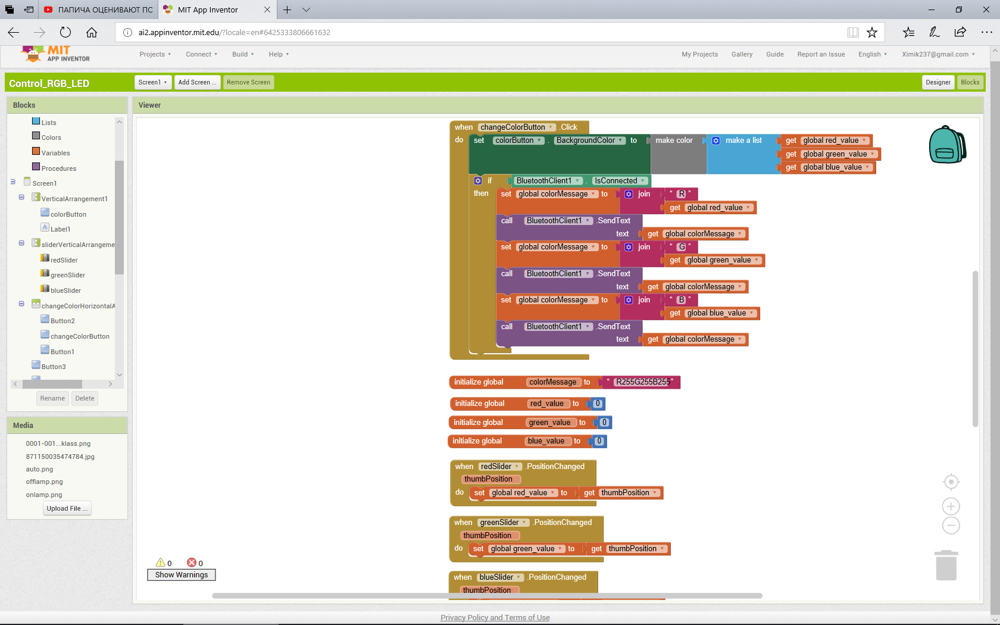 ПАПИЧА ОЦЕНИВАЮТ ПС
MIT App Inventor
ai2.appinventor.mit.edu/?locale=en#6425333806661632
MIT
APP INVENTOR
Projects
Connect
Build
Help
My Projects
Gallery
Guide
Report an Issue
English
Ximik237@gmail.com
Control_RGB_LED
Screen1
Add Screen ...
Remove Screen
Designer
Blocks
Blocks
Lists
Colors
Variables
Procedures
Screen1
VerticalArrangement1
colorButton
A Label1
sliderVerticalArrangeme
redSlider
greenSlider
blueSlider
changeColorHorizontalA
Button2
changeColorButton
Button1
Button3
Rename
Delete
Media
0001-001...klass.png
871150035474784.jpg
auto.png
offlamp.png
onlamp.png
Upload File ...
Viewer
when changeColorButton .Click
do set colorButton . BackgroundColor to make color make a list get global red_value
get global green_value
get global blue_value
if BluetoothClient1 . IsConnected
then set global colorMessage to join “ R ”
get global red_value
call BluetoothClient1 .SendText
text get global colorMessage
set global colorMessage to join “ G ”
get global green_value
call BluetoothClient1 .SendText
text get global colorMessage
set global colorMessage to join “ B ”
get global blue_value
call BluetoothClient1 .SendText
text get global colorMessage
initialize global colorMessage to “ R255G255B255 ”
initialize global red_value to 0
initialize global green_value to 0
initialize global blue_value to 0
when redSlider .PositionChanged
thumbPosition
do set global red_value to get thumbPosition
when greenSlider .PositionChanged
thumbPosition
do set global green_value to get thumbPosition
when blueSlider .PositionChanged
thumbPosition
0 0
Show Warnings
Privacy Policy and Terms of Use